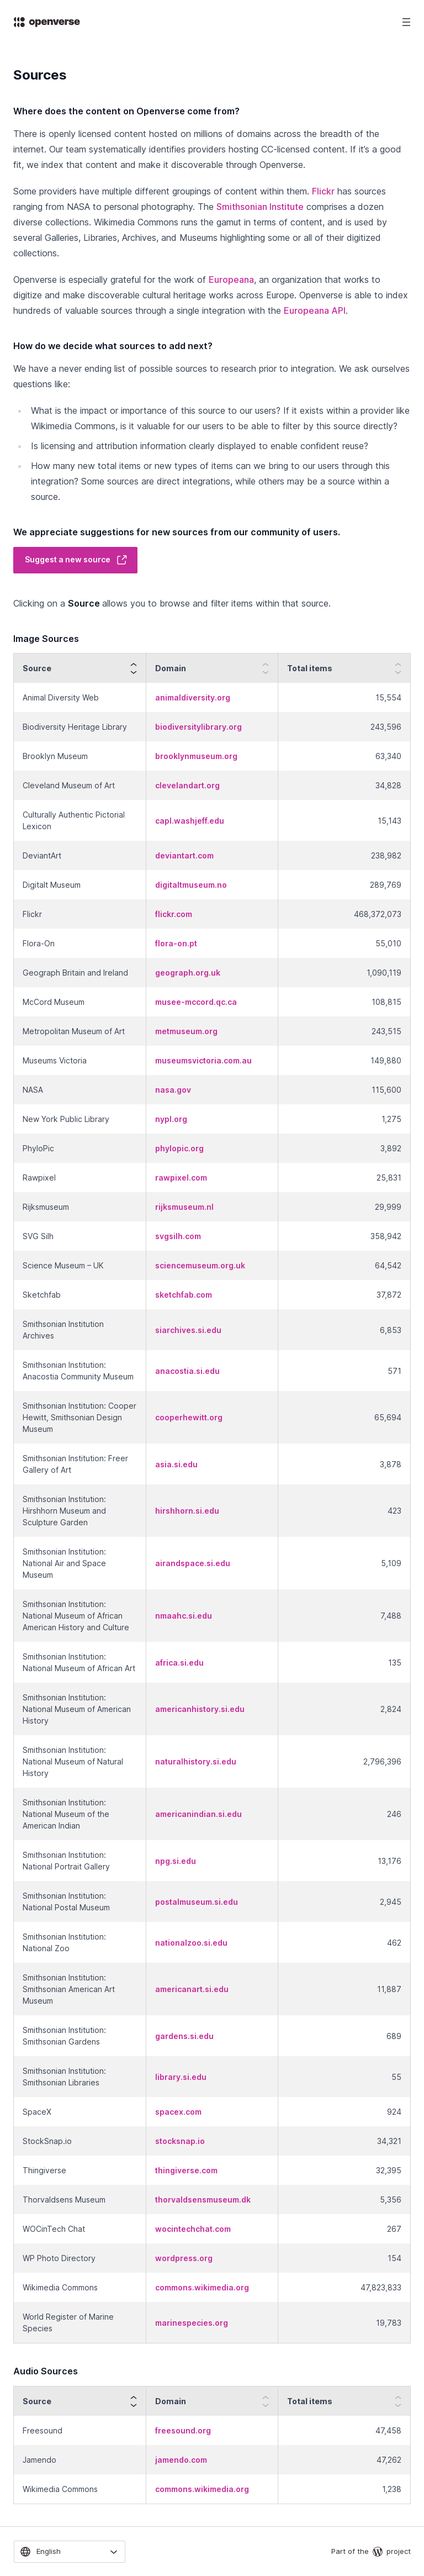 openverse
Sources
Where does the content on Openverse come from?
There is openly licensed content hosted on millions of domains across the breadth of the
internet. Our team systematically identifies providers hosting CC-licensed content. If it's a good
fit, we index that content and make it discoverable through Openverse.
Some providers have multiple different groupings of content within them. Flickr has sources
ranging from NASA to personal photography. The Smithsonian Institute comprises a dozen
diverse collections. Wikimedia Commons runs the gamut in terms of content, and is used by
several Galleries, Libraries, Archives, and Museums highlighting some or all of their digitized
collections.
Openverse is especially grateful for the work of Europeana, an organization that works to
digitize and make discoverable cultural heritage works across Europe. Openverse is able to index
hundreds of valuable sources through a single integration with the Europeana API.
How do we decide what sources to add next?
We have a never ending list of possible sources to research prior to integration. We ask ourselves
questions like:
What is the impact or importance of this source to our users? If it exists within a provider like
Wikimedia Commons, is it valuable for our users to be able to filter by this source directly?
Is licensing and attribution information clearly displayed to enable confident reuse?
How many new total items or new types of items can we bring to our users through this
integration? Some sources are direct integrations, while others may be a source within a
source.
We appreciate suggestions for new sources from our community of users.
Suggest a new source
Clicking on a Source allows you to browse and filter items within that source.
Image Sources
Source Domain Total items
Animal Diversity Web animaldiversity.org 15,554
Biodiversity Heritage Library biodiversitylibrary.org 243,596
Brooklyn Museum brooklynmuseum.org 63,340
Cleveland Museum of Art clevelandart.org 34,828
Culturally Authentic Pictorial
Lexicon capl.washjeff.edu 15,143
DeviantArt deviantart.com 238,982
Digitalt Museum digitaltmuseum.no 289,769
Flickr flickr.com 468,372,073
Flora-On flora-on.pt 55,010
Geograph Britain and Ireland geograph.org.uk 1,090,119
McCord Museum musee-mccord.qc.ca 108,815
Metropolitan Museum of Art metmuseum.org 243,515
Museums Victoria museumsvictoria.com.au 149,880
NASA nasa.gov 115,600
New York Public Library nypl.org 1,275
PhyloPic phylopic.org 3,892
Rawpixel rawpixel.com 25,831
Rijksmuseum rijksmuseum.nl 29,999
SVG Silh svgsilh.com 358,942
Science Museum – UK sciencemuseum.org.uk 64,542
Sketchfab sketchfab.com 37,872
Smithsonian Institution
Archives siarchives.si.edu 6,853
Smithsonian Institution:
Anacostia Community Museum anacostia.si.edu 571
Smithsonian Institution: Cooper
Hewitt, Smithsonian Design cooperhewitt.org 65,694
Museum
Smithsonian Institution: Freer
Gallery of Art asia.si.edu 3,878
Smithsonian Institution:
Hirshhorn Museum and hirshhorn.si.edu 423
Sculpture Garden
Smithsonian Institution:
National Air and Space airandspace.si.edu 5,109
Museum
Smithsonian Institution:
National Museum of African nmaahc.si.edu 7,488
American History and Culture
Smithsonian Institution:
National Museum of African Art africa.si.edu 135
Smithsonian Institution:
National Museum of American americanhistory.si.edu 2,824
History
Smithsonian Institution:
National Museum of Natural naturalhistory.si.edu 2,796,396
History
Smithsonian Institution:
National Museum of the americanindian.si.edu 246
American Indian
Smithsonian Institution:
National Portrait Gallery npg.si.edu 13,176
Smithsonian Institution:
National Postal Museum postalmuseum.si.edu 2,945
Smithsonian Institution:
National Zoo nationalzoo.si.edu 462
Smithsonian Institution:
Smithsonian American Art americanart.si.edu 11,887
Museum
Smithsonian Institution:
Smithsonian Gardens gardens.si.edu 689
Smithsonian Institution:
Smithsonian Libraries library.si.edu 55
SpaceX spacex.com 924
StockSnap.io stocksnap.io 34,321
Thingiverse thingiverse.com 32,395
Thorvaldsens Museum thorvaldsensmuseum.dk 5,356
WOCinTech Chat wocintechchat.com 267
WP Photo Directory wordpress.org 154
Wikimedia Commons commons.wikimedia.org 47,823,833
World Register of Marine
Species marinespecies.org 19,783
Audio Sources
Source Domain Total items
Freesound freesound.org 47,458
Jamendo jamendo.com 47,262
Wikimedia Commons commons.wikimedia.org 1,238
English Part of the project